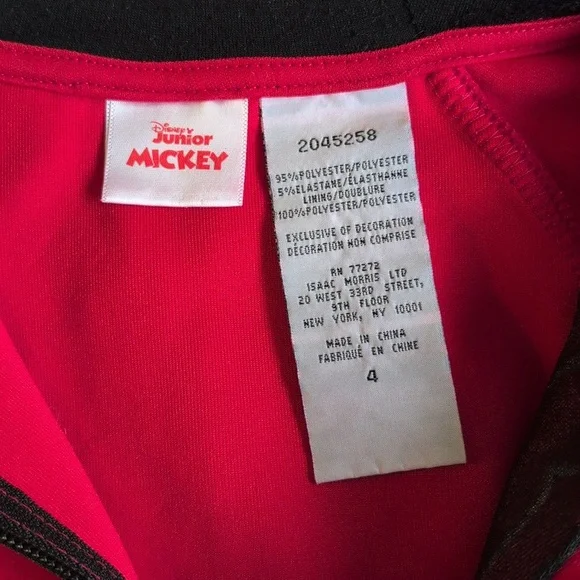 Disney
Junior
MICKEY
2045258
95%POLYESTER/POLYESTER
5%ELASTANE/ÉLASTHANNE
LINING/DOUBLURE
100%POLYESTER/POLYESTER
EXCLUSIVE OF DECORATION
DÉCORATION NON COMPRISE
RN 77272
ISAAC MORRIS LTD
20 WEST 33RD STREET,
9TH FLOOR
NEW YORK, NY 10001
MADE IN CHINA
FABRIQUÉ EN CHINE
4